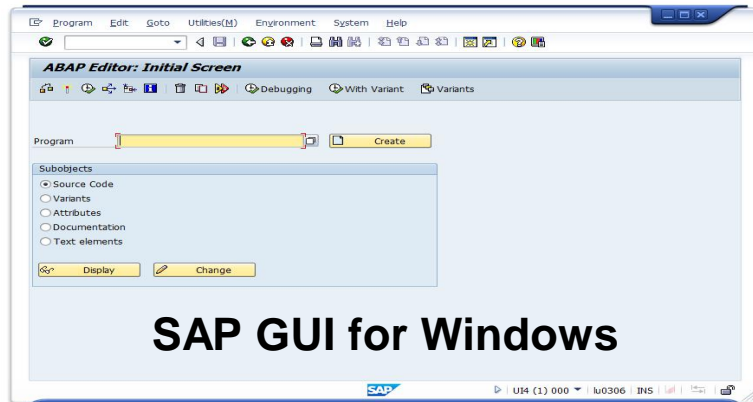 Program Edit Goto Utilities(M) Environment System Help
ABAP Editor: Initial Screen
Debugging With Variant Variants
Program Create
Subobjects
Source Code
Variants
Attributes
Documentation
Text elements
Display Change
SAP GUI for Windows
SAP UI4 (1) 000 lu0306 INS